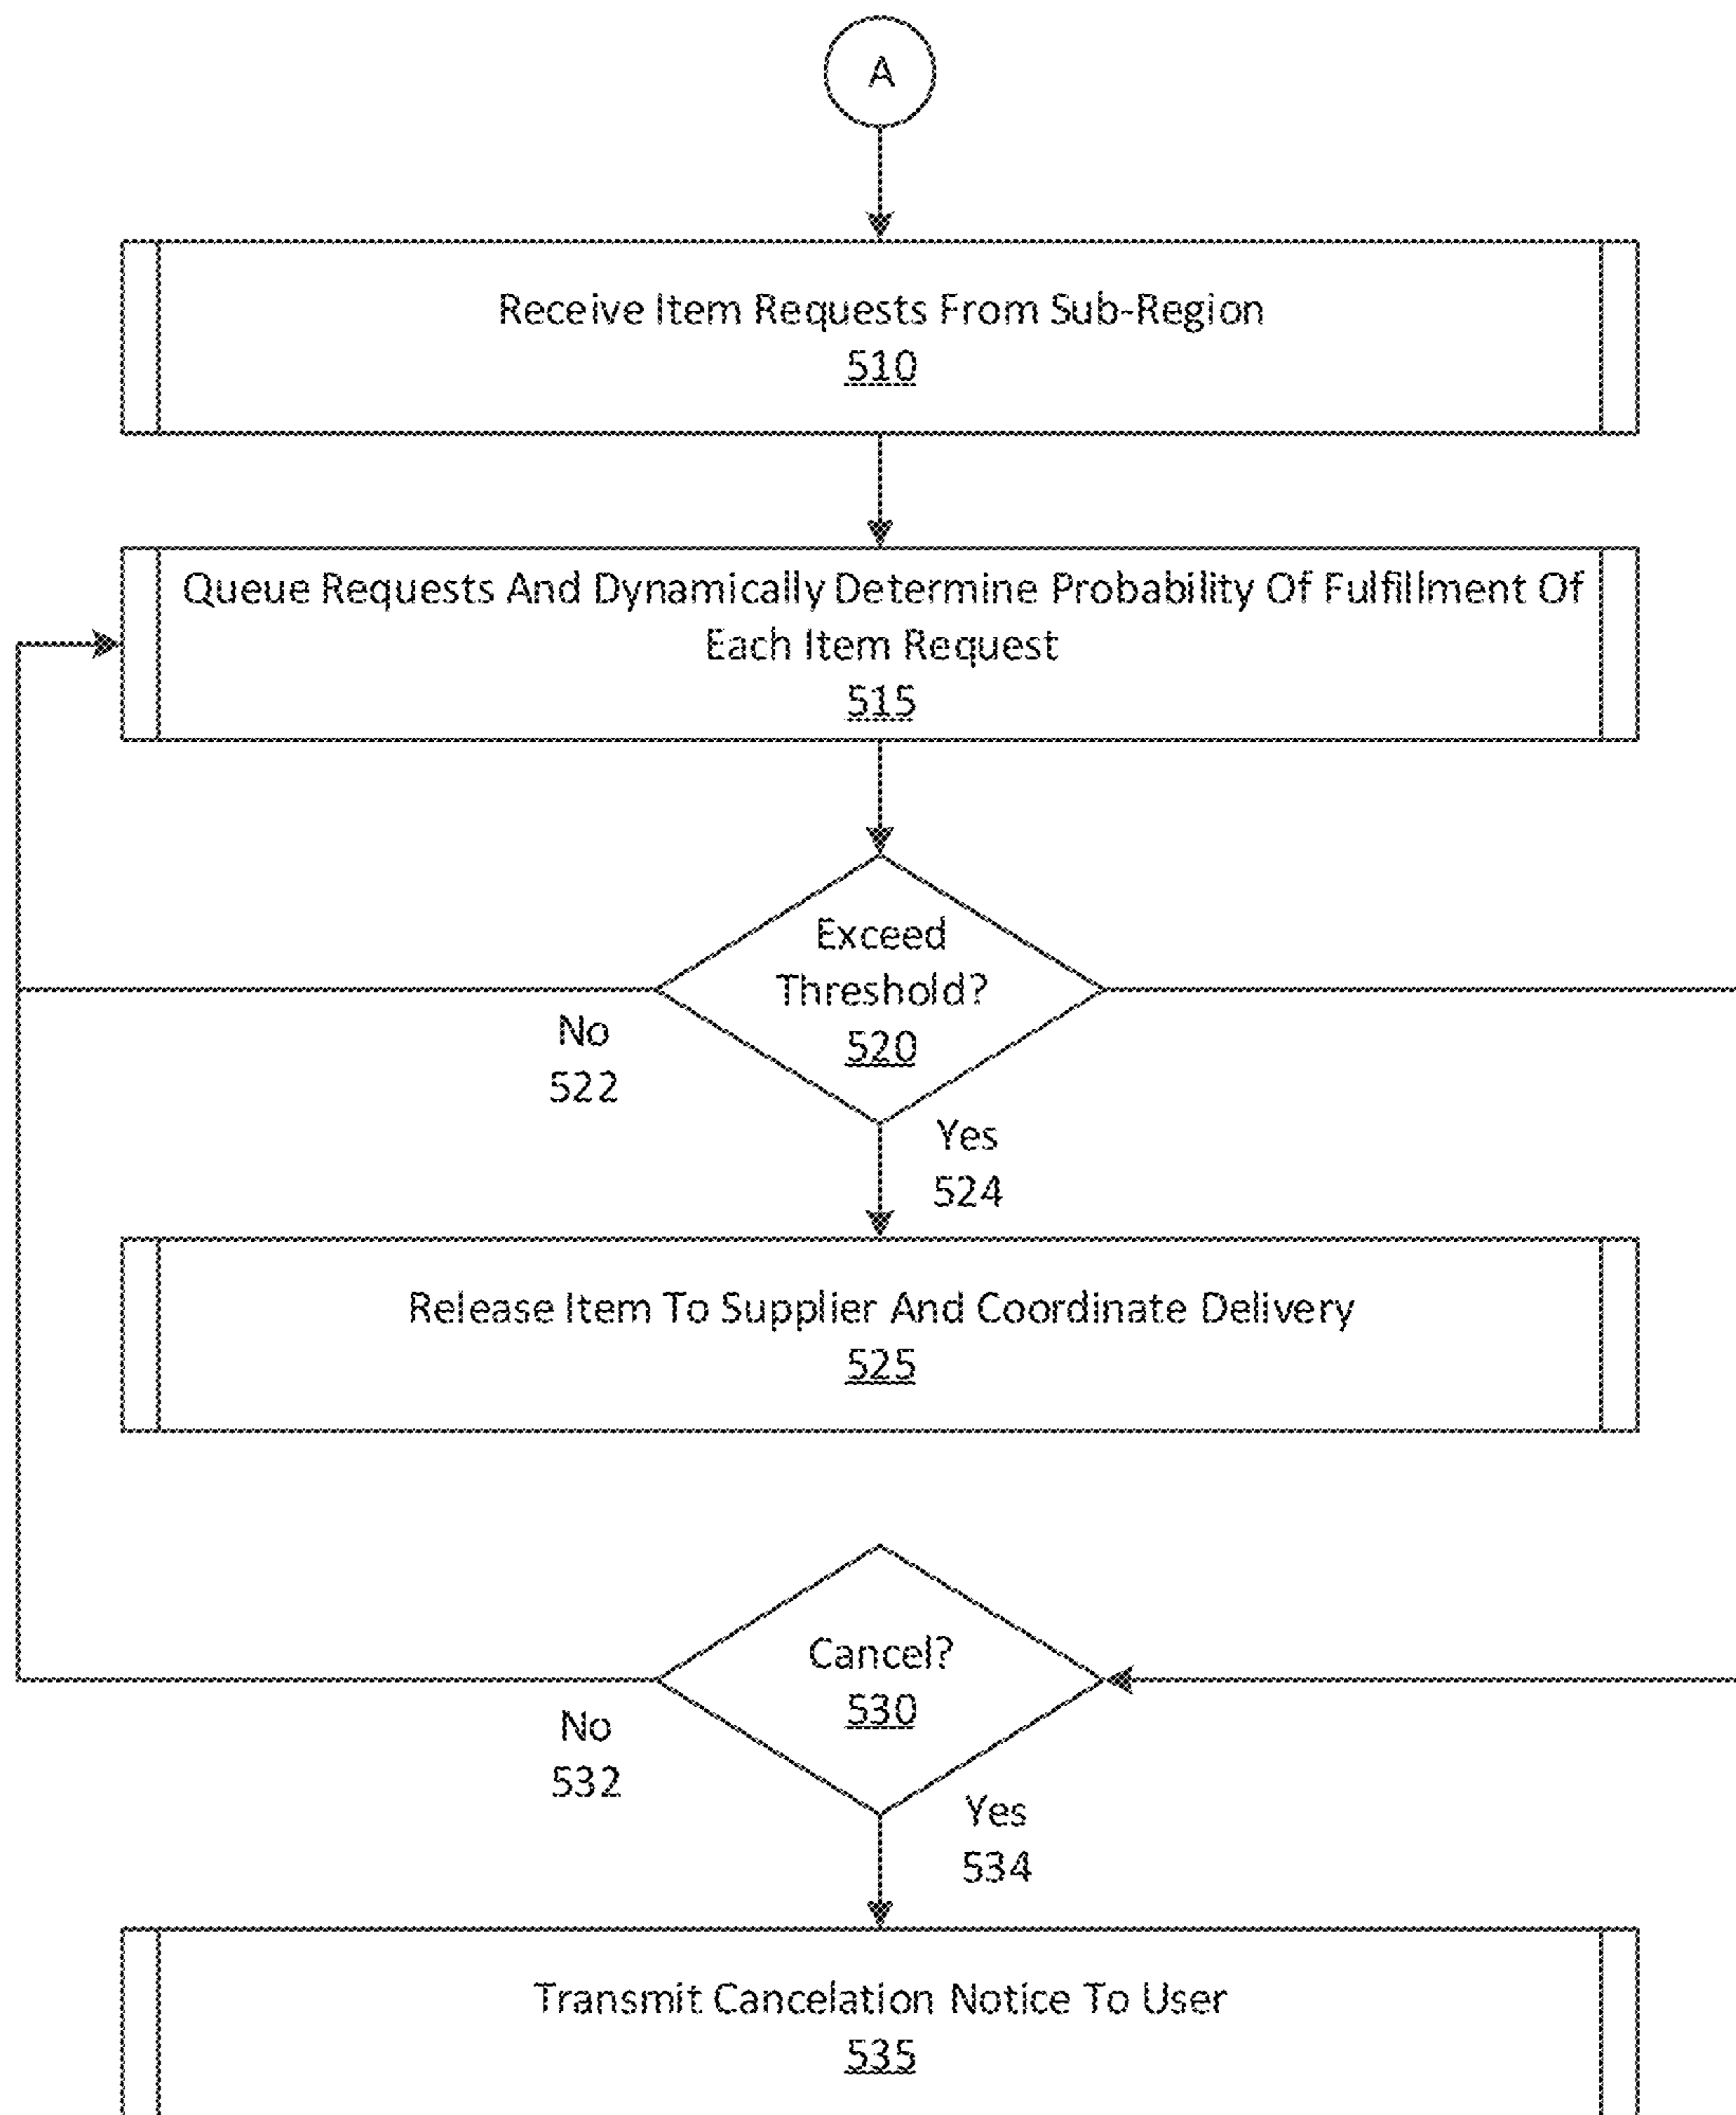 A
Receive Item Requests From Sub-Region
510
Queue Requests And Dynamically Determine Probability Of Fulfillment Of
Each Item Request
515
Exceed
Threshold?
520
No
522
Yes
524
Release Item To Supplier And Coordinate Delivery
525
Cancel?
530
No
532
Yes
534
Transmit Cancelation Notice To User
535